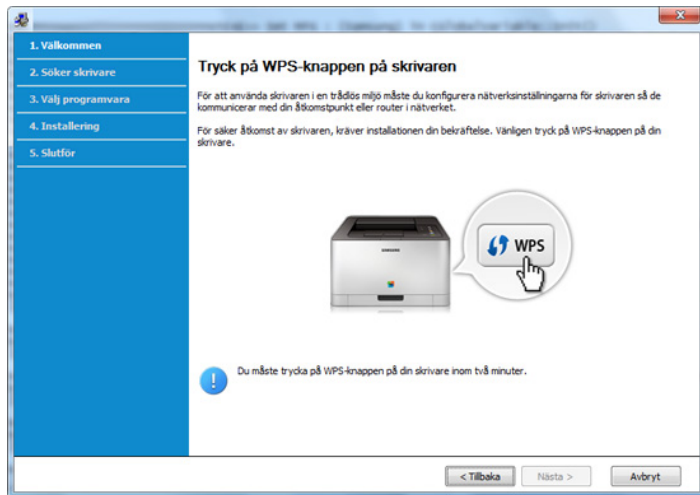 1. Välkommen
2. Söker skrivare
3. Välj programvara
4. Installering
5. Slutför
Tryck på WPS-knappen på skrivaren
För att använda skrivaren i en trådlös miljö måste du konfigurera nätverksinställningarna för skrivaren så de
kommunicerar med din åtkomstpunkt eller router i nätverket.
För säker åtkomst av skrivaren, kräver installationen din bekräftelse. Vänligen tryck på WPS-knappen på din
skrivare.
SAMSUNG
WPS
Du måste trycka på WPS-knappen på din skrivare inom två minuter.
< Tillbaka
Nästa >
Avbryt